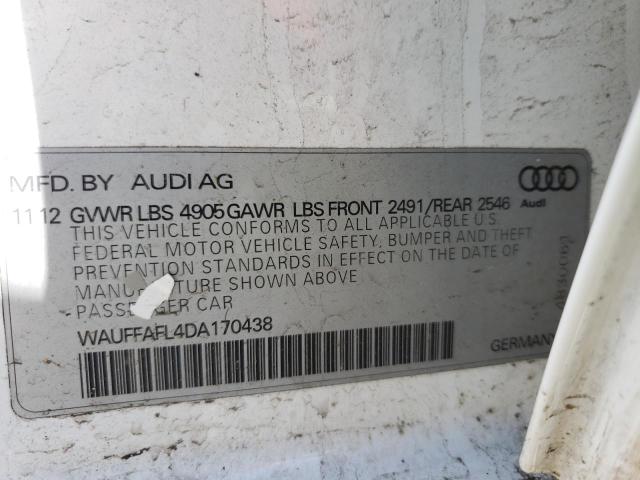 MFD. BY AUDI AG
11 12 GVWR LBS 4905 GAWR LBS FRONT 2491/REAR 2546
Audi
THIS VEHICLE CONFORMS TO ALL APPLICABLE U.S.
FEDERAL MOTOR VEHICLE SAFETY, BUMPER AND THEFT
PREVENTION STANDARDS IN EFFECT ON THE DATE OF
MANUFACTURE SHOWN ABOVE
PASSENGER CAR
WAUFFAFL4DA170438
GERMANY